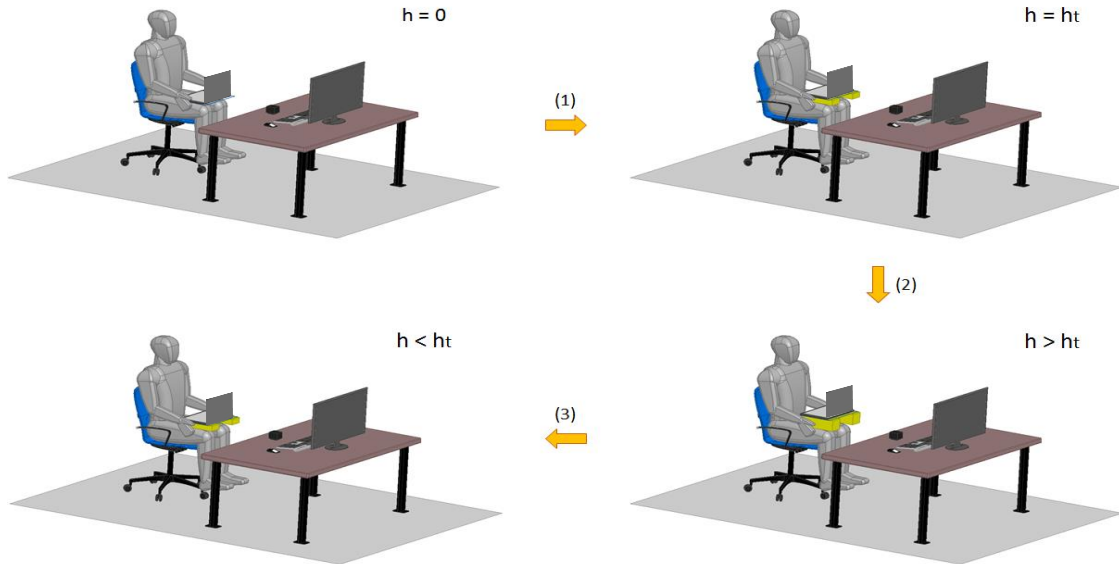 h = 0
h = ht
(1)
(2)
h < ht
h > ht
(3)